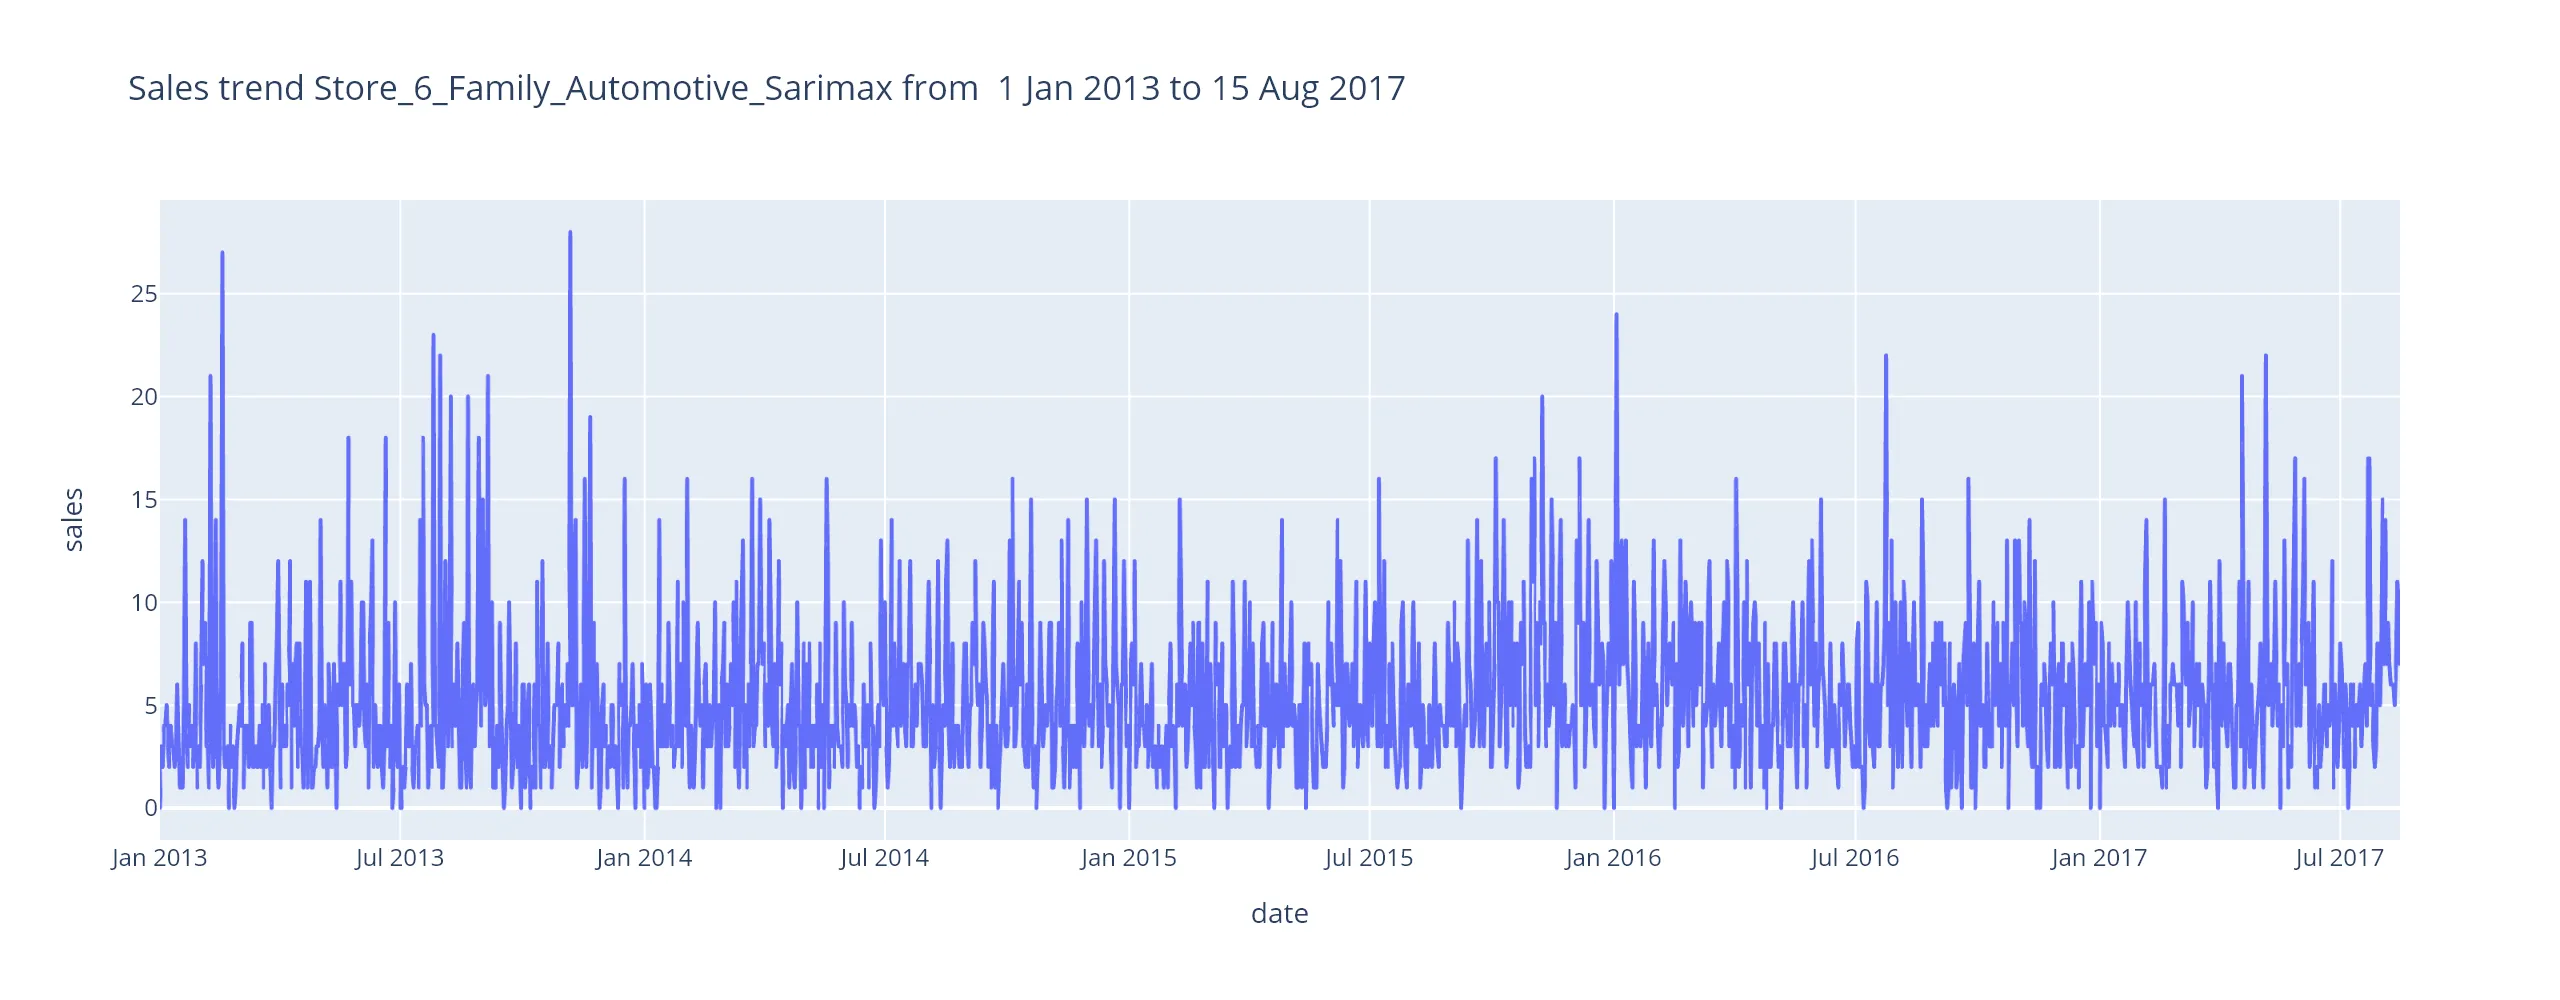 Sales trend Store_6_Family_Automotive_Sarimax from  1 Jan 2013 to 15 Aug 2017
25
20
15
10
5
0
sales
Jan 2013 Jul 2013 Jan 2014 Jul 2014 Jan 2015 Jul 2015 Jan 2016 Jul 2016 Jan 2017 Jul 2017
date